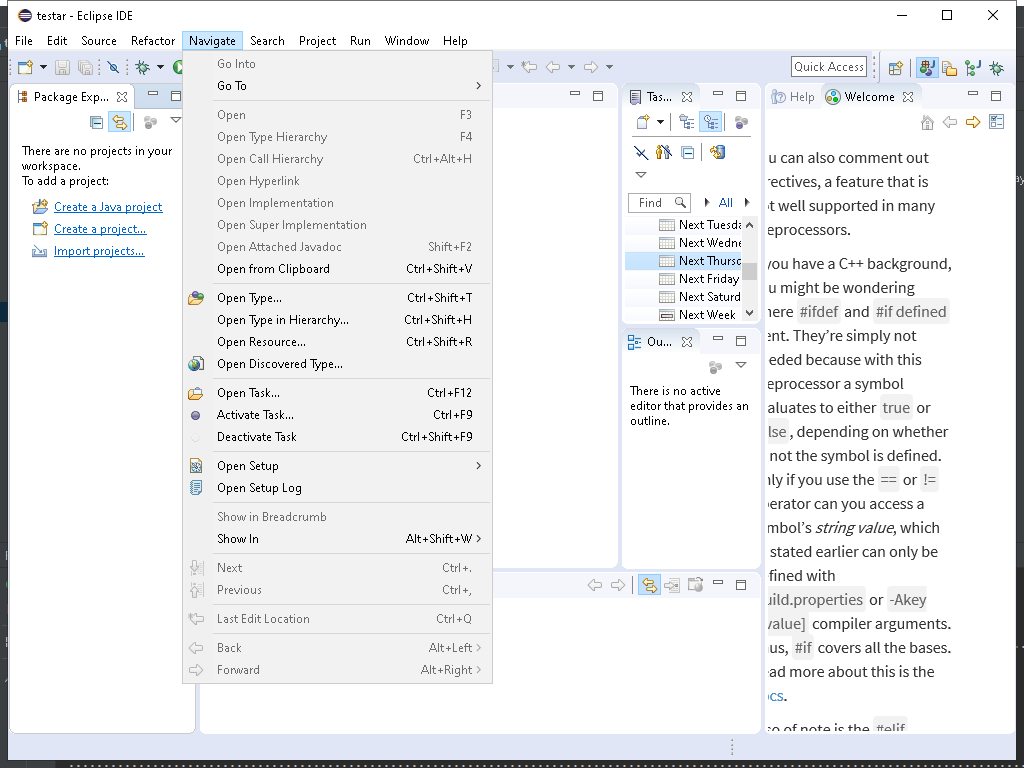 testar - Eclipse IDE
File Edit Source Refactor Navigate Search Project Run Window Help
Quick Access
Package Exp...
There are no projects in your
workspace.
To add a project:
Create a Java project
Create a project...
Import projects...
Go Into
Go To
Open F3
Open Type Hierarchy F4
Open Call Hierarchy Ctrl+Alt+H
Open Hyperlink
Open Implementation
Open Super Implementation
Open Attached Javadoc Shift+F2
Open from Clipboard Ctrl+Shift+V
Open Type... Ctrl+Shift+T
Open Type in Hierarchy... Ctrl+Shift+H
Open Resource... Ctrl+Shift+R
Open Discovered Type...
Open Task... Ctrl+F12
Activate Task... Ctrl+F9
Deactivate Task Ctrl+Shift+F9
Open Setup
Open Setup Log
Show in Breadcrumb
Show In Alt+Shift+W
Next Ctrl+.
Previous Ctrl+,
Last Edit Location Ctrl+Q
Back Alt+Left
Forward Alt+Right
Tas...
Find All
Next Tuesda
Next Wedne
Next Thursd
Next Friday
Next Saturd
Next Week
Ou...
There is no active
editor that provides an
outline.
Help Welcome
u can also comment out
rectives, a feature that is
ot well supported in many
eprocessors.
you have a C++ background,
u might be wondering
here #ifdef and #if defined
ent. They’re simply not
eded because with this
eprocessor a symbol
aluates to either true or
lse , depending on whether
not the symbol is defined.
nly if you use the == or !=
erator can you access a
mbol’s string value, which
stated earlier can only be
fined with
uild.properties or -Akey
value] compiler arguments.
nus, #if covers all the bases.
ead more about this is the
ocs.
so of note is the #elif